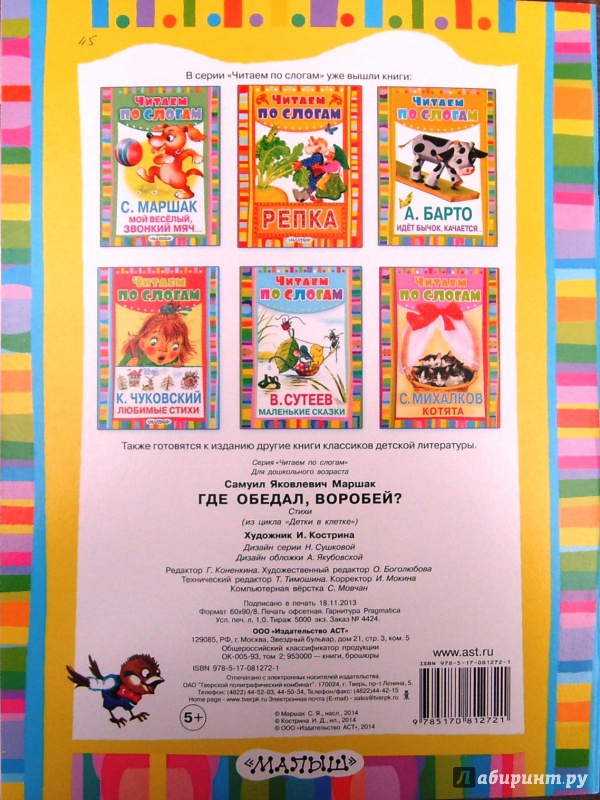 45
В серии «Читаем по слогам» уже вышли книги:
Читаем
по слогам
С. МАРШАК
МОЙ ВЕСЁЛЫЙ,
ЗВОНКИЙ МЯЧ...
Читаем
по слогам
РЕПКА
Читаем
по слогам
А. БАРТО
ИДЁТ БЫЧОК, КАЧАЕТСЯ...
Читаем
по слогам
К. ЧУКОВСКИЙ
ЛЮБИМЫЕ СТИХИ
Читаем
по слогам
В. СУТЕЕВ
МАЛЕНЬКИЕ СКАЗКИ
Читаем
по слогам
С. МИХАЛКОВ
КОТЯТА
Также готовятся к изданию другие книги классиков детской литературы.
Серия «Читаем по слогам»
Для дошкольного возраста
Самуил Яковлевич Маршак
ГДЕ ОБЕДАЛ, ВОРОБЕЙ?
Стихи
(из цикла «Детки в клетке»)
Художник И. Кострина
Дизайн серии Н. Сушковой
Дизайн обложки А. Якубовской
Редактор Г. Коненкина. Художественный редактор О. Боголюбова
Технический редактор Т. Тимошина. Корректор И. Мокина
Компьютерная вёрстка С. Мовчан
Подписано в печать 18.11.2013
Формат 60x90/8. Печать офсетная. Гарнитура Pragmatica
Усл. печ. л. 1,0. Тираж 5000 экз. Заказ № 4424.
ООО «Издательство АСТ»
129085, РФ, г. Москва, Звездный бульвар, дом 21, стр. 3, ком. 5
Общероссийский классификатор продукции
ОК-005-93, том 2; 953000 — книги, брошюры
ISBN 978-5-17-081272-1
Отпечатано с электронных носителей издательства.
ОАО "Тверской полиграфический комбинат". 170024, г. Тверь, пр-т Ленина, 5.
Телефон: (4822) 44-52-03, 44-50-34, Телефон/факс: (4822)44-42-15
Home page - www.tverpk.ru Электронная почта (E-mail) - sales@tverpk.ru
5+
© Маршак С. Я., насл., 2014
© Кострина И. Д., ил., 2014
© ООО «Издательство АСТ», 2014
www.ast.ru
ISBN 978-5-17-081272-1
9 785170 812721
«МАЛЫШ»
Лабиринт.ру